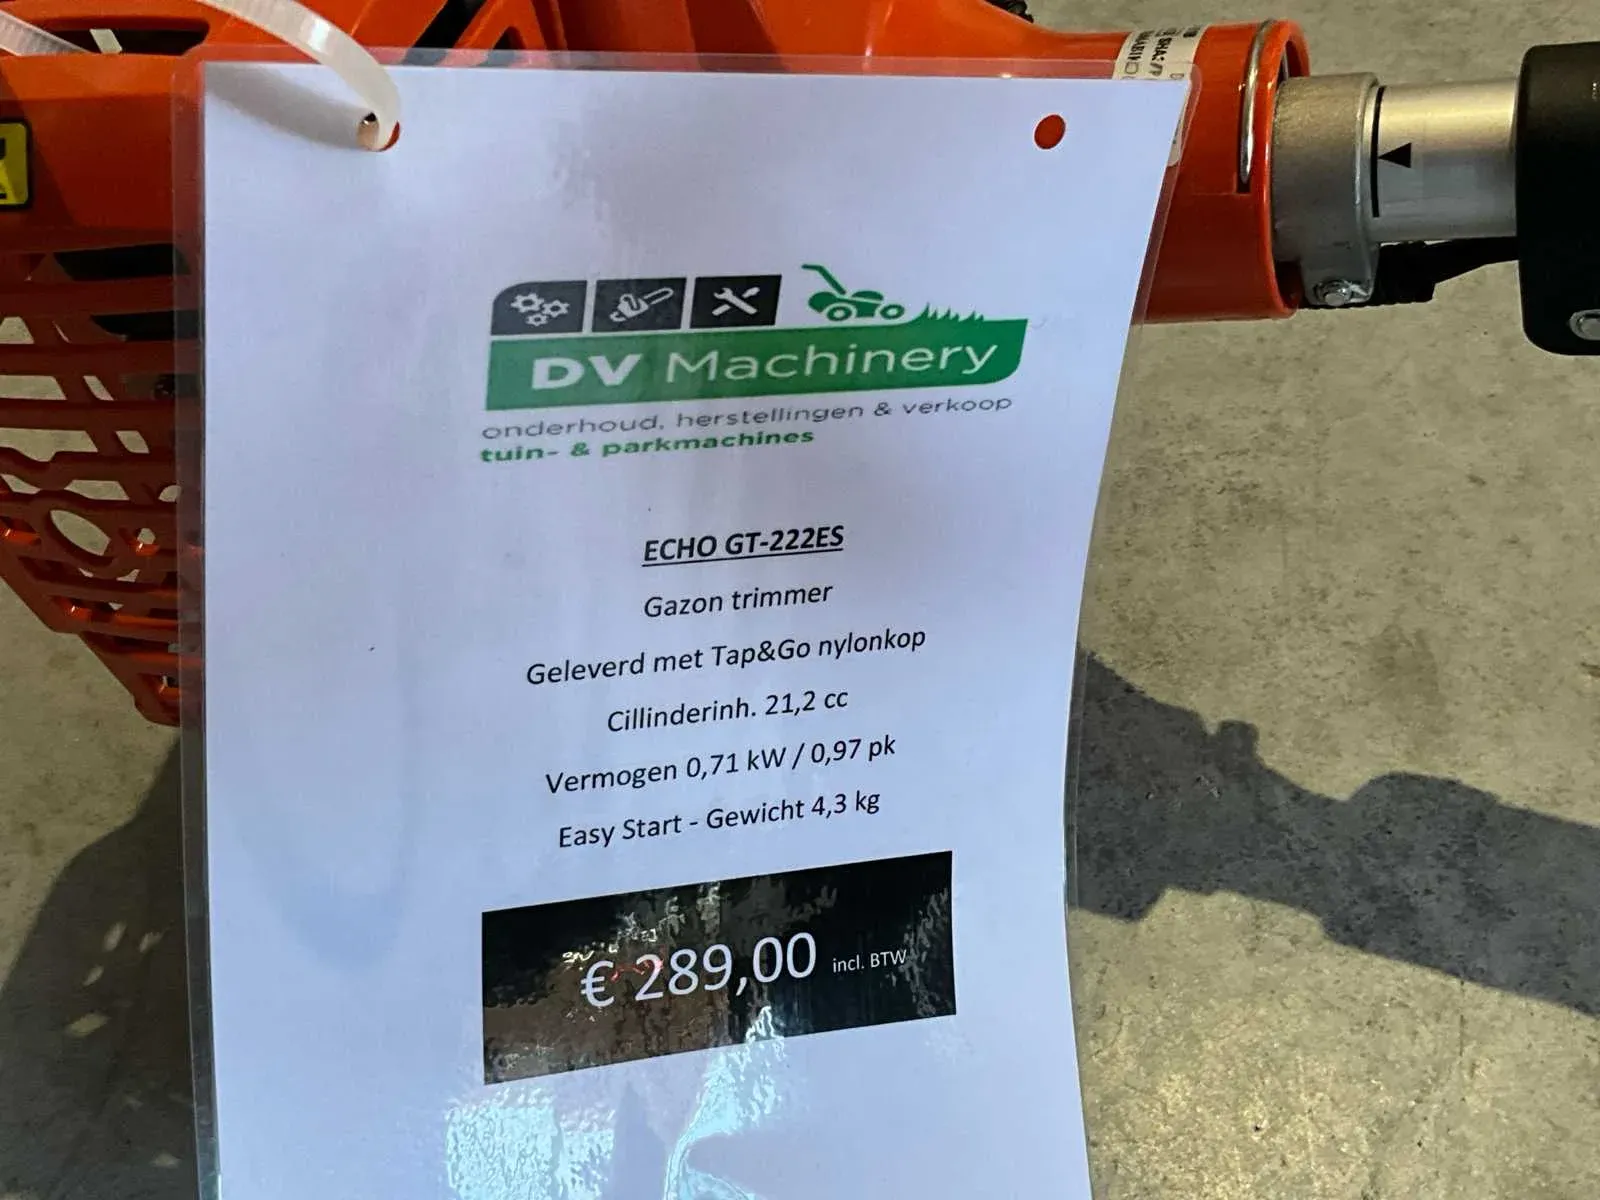 DV Machinery
onderhoud, herstellingen & verkoop
tuin- & parkmachines
ECHO GT-222ES
Gazon trimmer
Geleverd met Tap&Go nylonkop
Cillinderinh. 21,2 cc
Vermogen 0,71 kW / 0,97 pk
Easy Start - Gewicht 4,3 kg
€ 289,00 incl. BTW